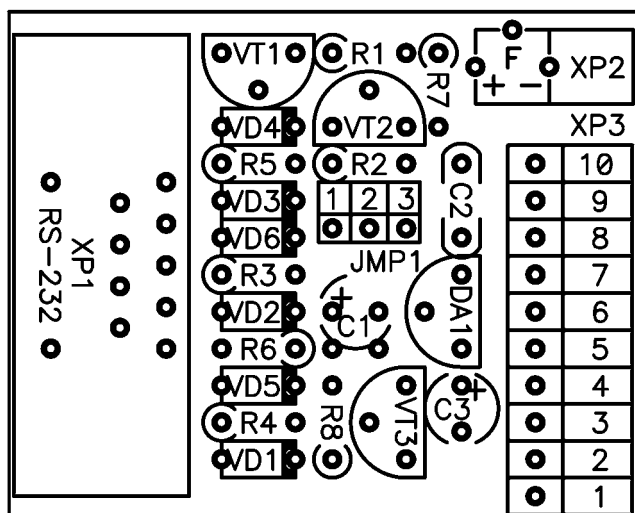 VT1 R1 R7 F + - XP2
VD4 VT2 XP3
R5 R2 10
VD3 1 2 3 C2 9
VD6 8
XP1 RS-232
R3 JMP1 7
VD2 + C1 DA1 6
R6 5
VD5 + 4
R4 R8 VT3 C3 3
VD1 2
1